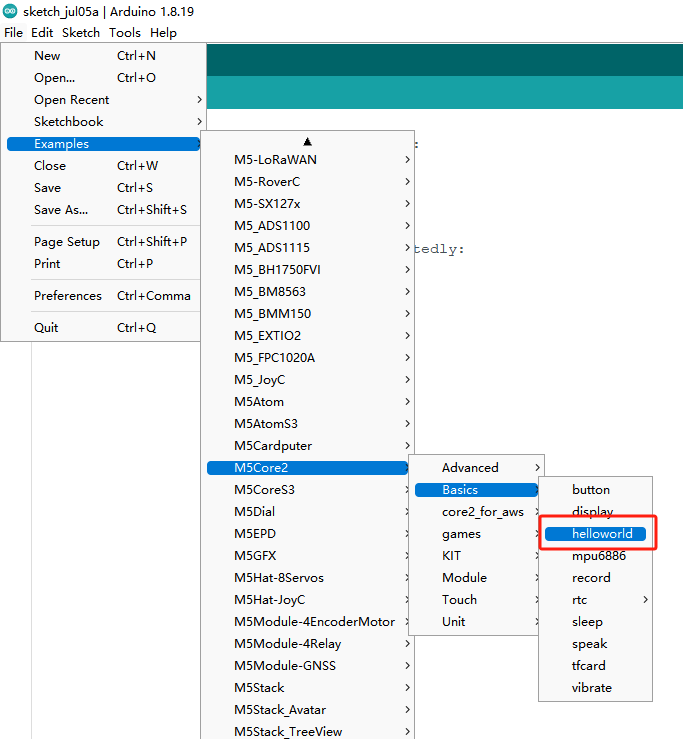 sketch_jul05a | Arduino 1.8.19
File Edit Sketch Tools Help
New Ctrl+N
Open... Ctrl+O
Open Recent
Sketchbook
Examples
Close Ctrl+W
Save Ctrl+S
Save As... Ctrl+Shift+S
Page Setup Ctrl+Shift+P
Print Ctrl+P
Preferences Ctrl+Comma
Quit Ctrl+Q
:
tedly:
M5-LoRaWAN
M5-RoverC
M5-SX127x
M5_ADS1100
M5_ADS1115
M5_BH1750FVI
M5_BM8563
M5_BMM150
M5_EXTIO2
M5_FPC1020A
M5_JoyC
M5Atom
M5AtomS3
M5Cardputer
M5Core2
M5CoreS3
M5Dial
M5EPD
M5GFX
M5Hat-8Servos
M5Hat-JoyC
M5Module-4EncoderMotor
M5Module-4Relay
M5Module-GNSS
M5Stack
M5Stack_Avatar
M5Stack_TreeView
Advanced
Basics
core2_for_aws
games
KIT
Module
Touch
Unit
button
display
helloworld
mpu6886
record
rtc
sleep
speak
tfcard
vibrate